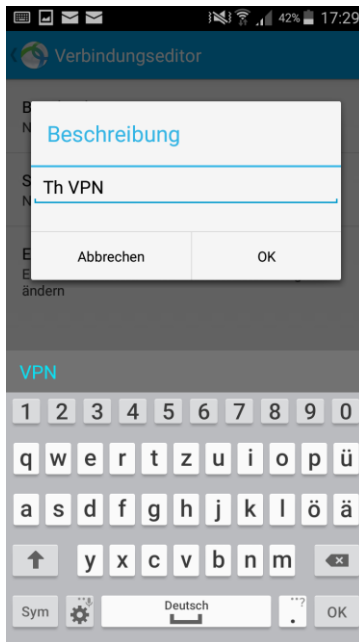 42% 17:29
Verbindungseditor
B
N
Beschreibung
S
Th VPN
N
Abbrechen OK
E
E
ändern
VPN
1 2 3 4 5 6 7 8 9 0
q w e r t z u i o p ü
a s d f g h j k l ö ä
y x c v b n m
Sym Deutsch . OK